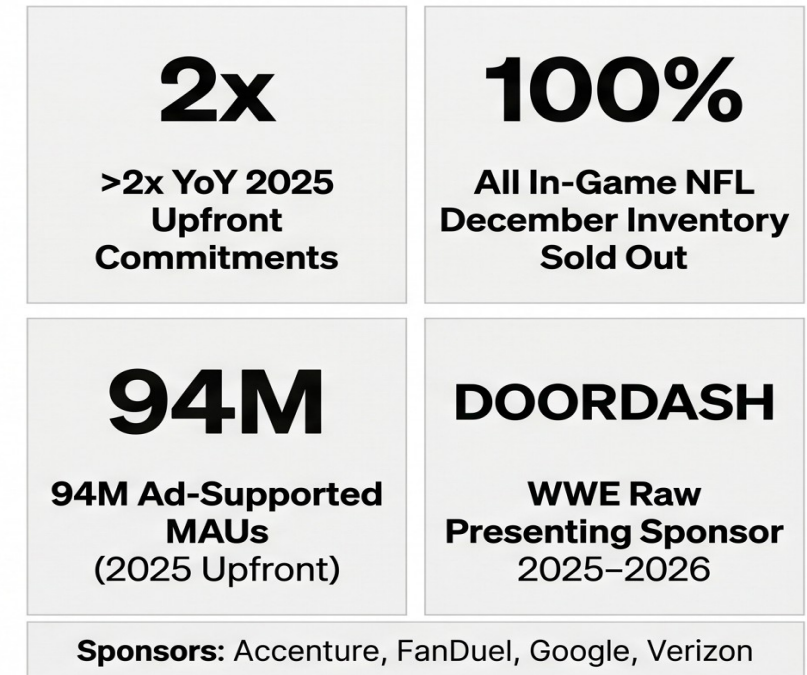 2x
>2x YoY 2025
Upfront
Commitments
100%
All In-Game NFL
December Inventory
Sold Out
94M
94M Ad-Supported
MAUs
(2025 Upfront)
DOORDASH
WWE Raw
Presenting Sponsor
2025–2026
Sponsors: Accenture, FanDuel, Google, Verizon